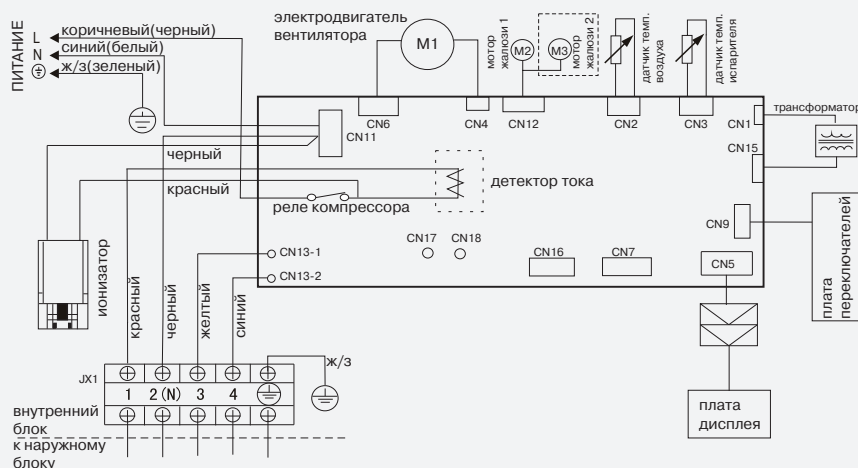 ПИТАНИЕ
L
коричневый(черный)
N
синий(белый)
ж/з(зеленый)
электродвигатель
вентилятора
M1
мотор
жалюзи 1
M2
M3
мотор
жалюзи 2
датчик темп.
воздуха
датчик темп.
испарителя
CN6
CN4
CN12
CN2
CN3
CN1
трансформатор
CN11
CN15
черный
красный
детектор тока
реле компрессора
CN9
плата
переключателей
CN17
CN18
CN16
CN7
CN5
CN13-1
CN13-2
ионизатор
красный
черный
желтый
синий
ж/з
JX1
1
2(N)
3
4
внутренний
блок
к наружному
блоку
плата
дисплея